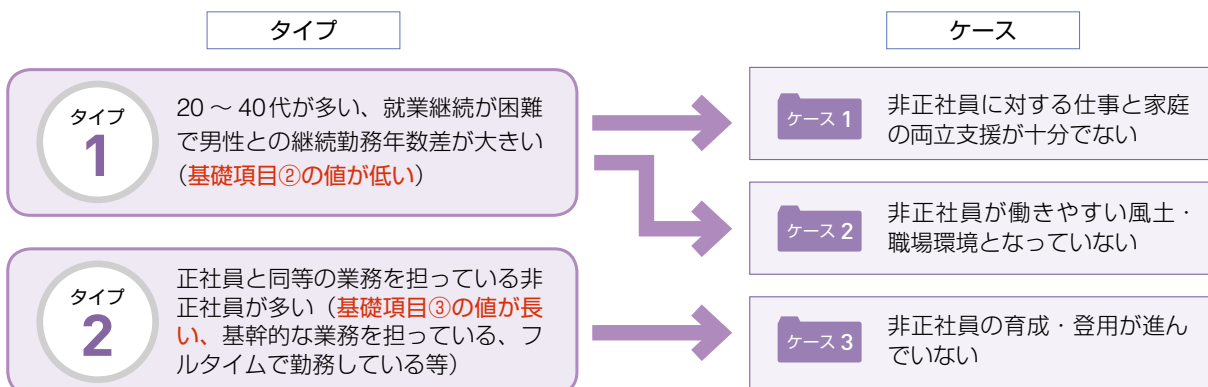 タイプ
ケース
タイプ
1
20 ～ 40代が多い、就業継続が困難
で男性との継続勤務年数差が大きい
（基礎項目②の値が低い）
タイプ
2
正社員と同等の業務を担っている非
正社員が多い（基礎項目③の値が長
い、基幹的な業務を担っている、フ
ルタイムで勤務している等）
ケース 1
非正社員に対する仕事と家庭
の両立支援が十分でない
ケース 2
非正社員が働きやすい風土・
職場環境となっていない
ケース 3
非正社員の育成・登用が進ん
でいない